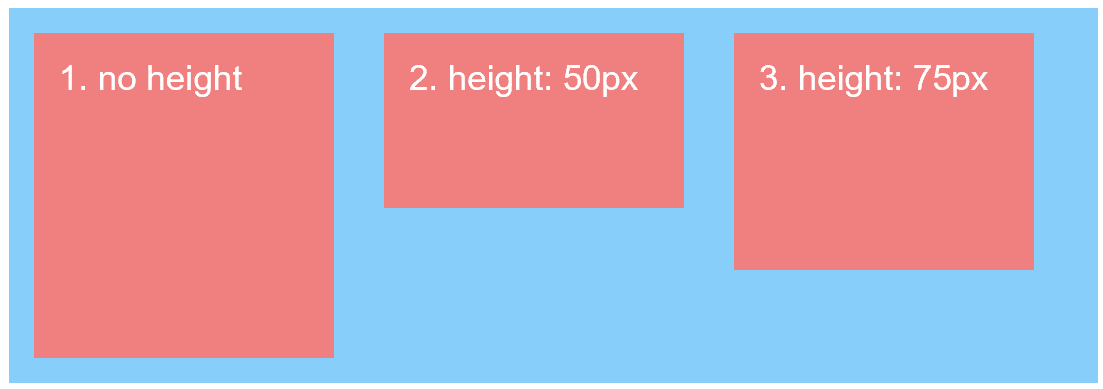 1. no height
2. height: 50px
3. height: 75px